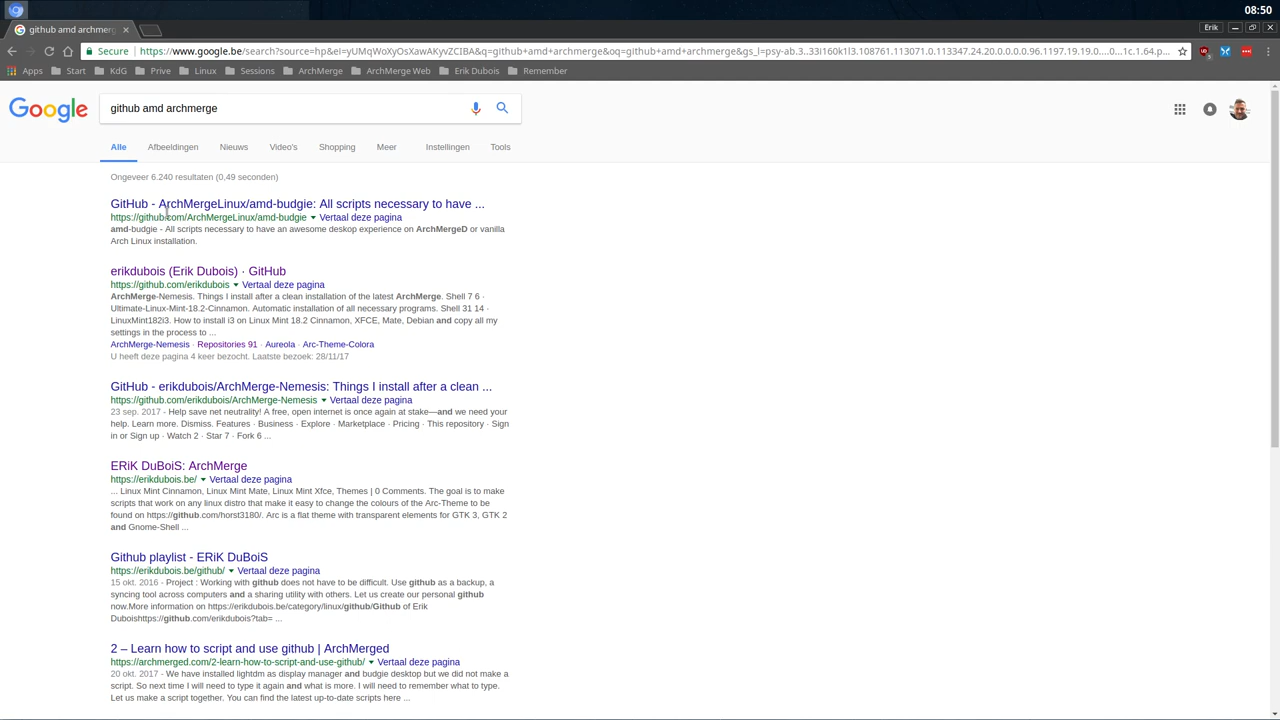 08:50
github amd archmerg
Erik
Secure https://www.google.be/search?source=hp&ei=yUMqWoXyOsXawAKyvZCIBA&q=github+amd+archmerge&oq=github+amd+archmerge&gs_l=psy-ab.3..33i160k1l3.108761.113071.0.113347.24.20.0.0.0.0.96.1197.19.19.0....0...1c.1.64.p...
Apps Start KdG Prive Linux Sessions ArchMerge ArchMerge Web Erik Dubois Remember
Google
github amd archmerge
Alle Afbeeldingen Nieuws Video's Shopping Meer Instellingen Tools
Ongeveer 6.240 resultaten (0,49 seconden)
GitHub - ArchMergeLinux/amd-budgie: All scripts necessary to have ...
https://github.com/ArchMergeLinux/amd-budgie Vertaal deze pagina
amd-budgie - All scripts necessary to have an awesome deskop experience on ArchMergeD or vanilla
Arch Linux installation.
erikdubois (Erik Dubois) · GitHub
https://github.com/erikdubois Vertaal deze pagina
ArchMerge-Nemesis. Things I install after a clean installation of the latest ArchMerge. Shell 7 6 ·
Ultimate-Linux-Mint-18.2-Cinnamon. Automatic installation of all necessary programs. Shell 31 14 ·
LinuxMint182i3. How to install i3 on Linux Mint 18.2 Cinnamon, XFCE, Mate, Debian and copy all my
settings in the process to ...
ArchMerge-Nemesis · Repositories 91 · Aureola · Arc-Theme-Colora
U heeft deze pagina 4 keer bezocht. Laatste bezoek: 28/11/17
GitHub - erikdubois/ArchMerge-Nemesis: Things I install after a clean ...
https://github.com/erikdubois/ArchMerge-Nemesis Vertaal deze pagina
23 sep. 2017 - Help save net neutrality! A free, open internet is once again at stake—and we need your
help. Learn more. Dismiss. Features · Business · Explore · Marketplace · Pricing · This repository · Sign
in or Sign up · Watch 2 · Star 7 · Fork 6 ...
ERiK DuBoiS: ArchMerge
https://erikdubois.be/ Vertaal deze pagina
... Linux Mint Cinnamon, Linux Mint Mate, Linux Mint Xfce, Themes | 0 Comments. The goal is to make
scripts that work on any linux distro that make it easy to change the colours of the Arc-Theme to be
found on https://github.com/horst3180/. Arc is a flat theme with transparent elements for GTK 3, GTK 2
and Gnome-Shell ...
Github playlist - ERiK DuBoiS
https://erikdubois.be/github/ Vertaal deze pagina
15 okt. 2016 - Project : Working with github does not have to be difficult. Use github as a backup, a
syncing tool across computers and a sharing utility with others. Let us create our personal github
now.More information on https://erikdubois.be/category/linux/github/Github of Erik
Duboishttps://github.com/erikdubois?tab= ...
2 – Learn how to script and use github | ArchMerged
https://archmerged.com/2-learn-how-to-script-and-use-github/ Vertaal deze pagina
20 okt. 2017 - We have installed lightdm as display manager and budgie desktop but we did not make a
script. So next time I will need to type it again and what is more. I will need to remember what to type.
Let us make a script together. You can find the latest up-to-date scripts here ...